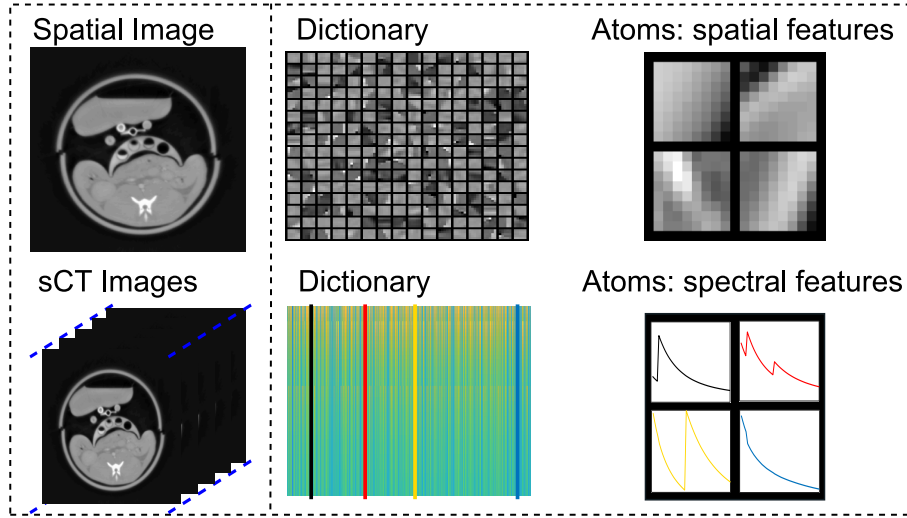 Spatial Image
Dictionary
Atoms: spatial features
sCT Images
Dictionary
Atoms: spectral features